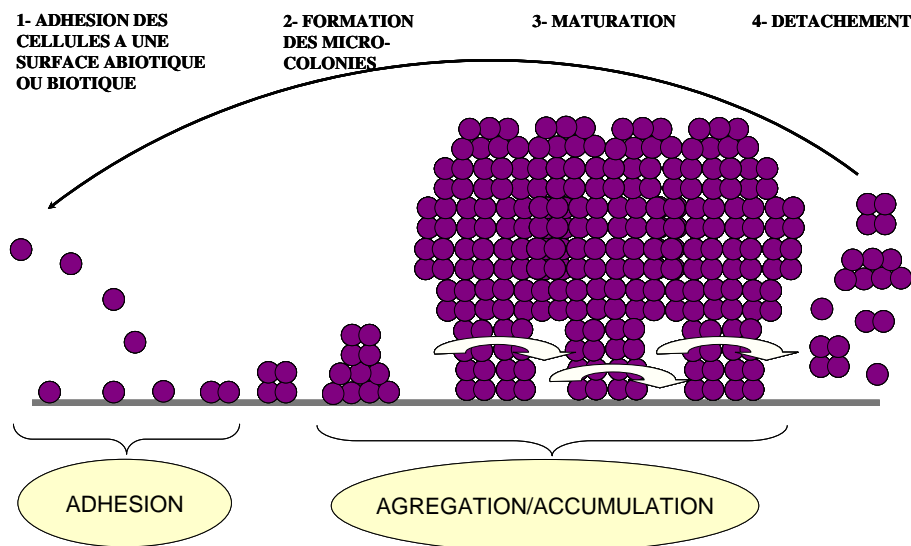 1- ADHESION DES
CELLULES A UNE
SURFACE ABIOTIQUE
OU BIOTIQUE
2- FORMATION
DES MICRO-
COLONIES
3- MATURATION
4- DETACHEMENT
ADHESION
AGREGATION/ACCUMULATION